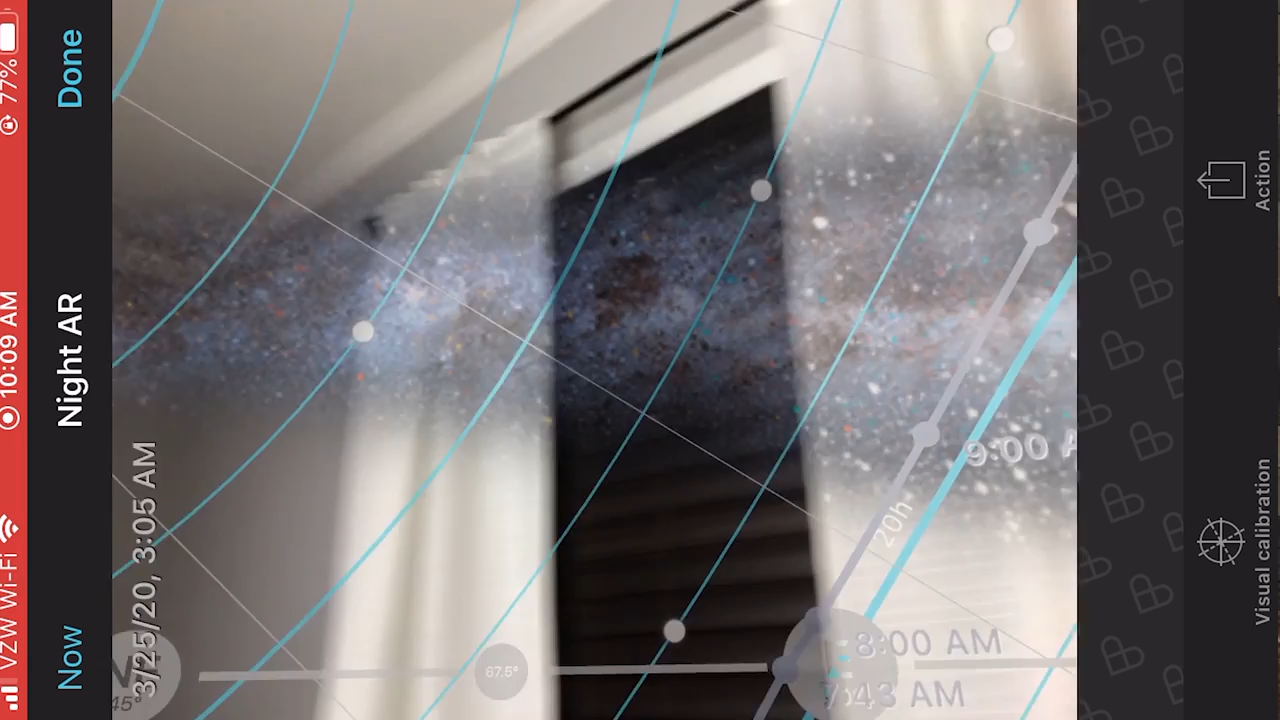 VZW Wi-Fi
10:09 AM
77%
Now
Night AR
Done
3/25/20, 3:05 AM
45°
67.5°
20h
9:00 A
8:00 AM
7:43 AM
Visual calibration
Action